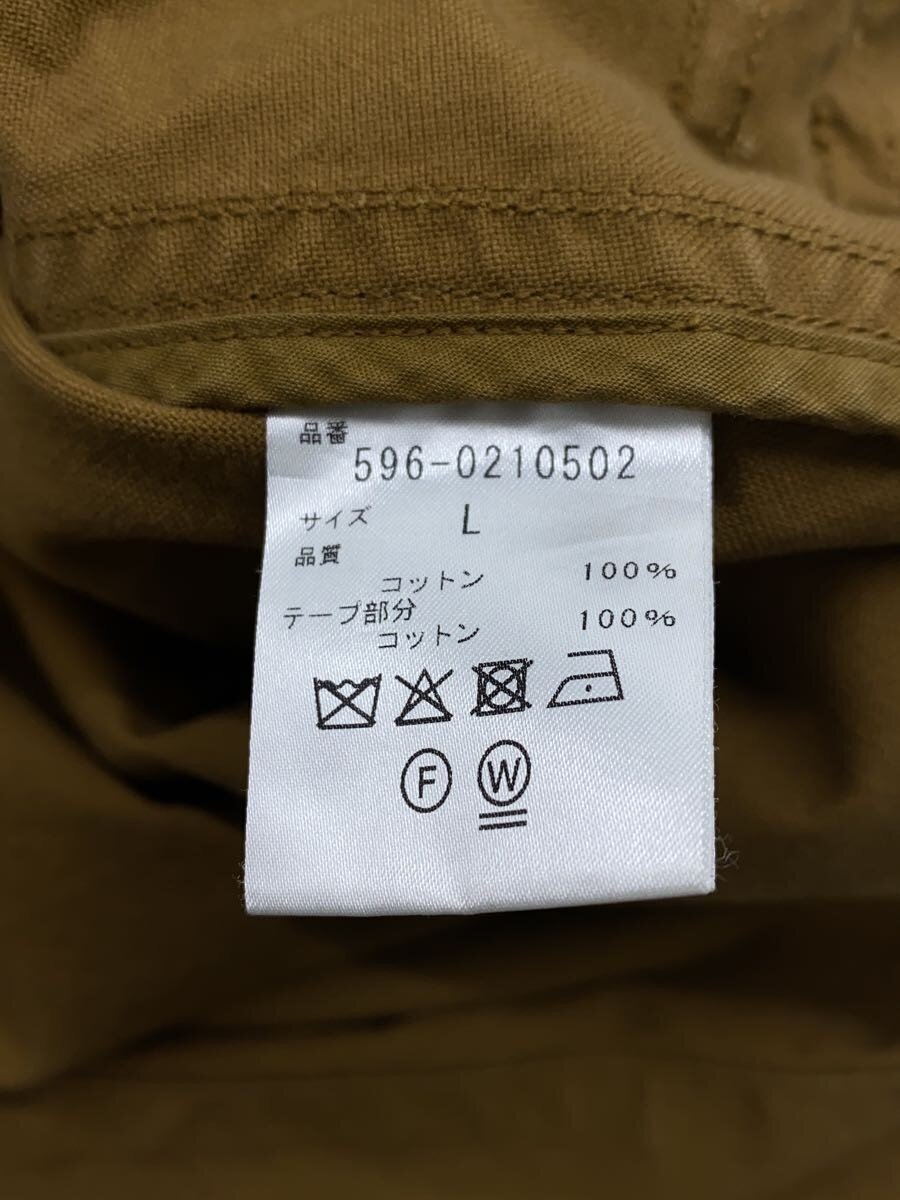 品番
596-0210502
サイズ L
品質
コットン 100%
テープ部分
コットン 100%
F W